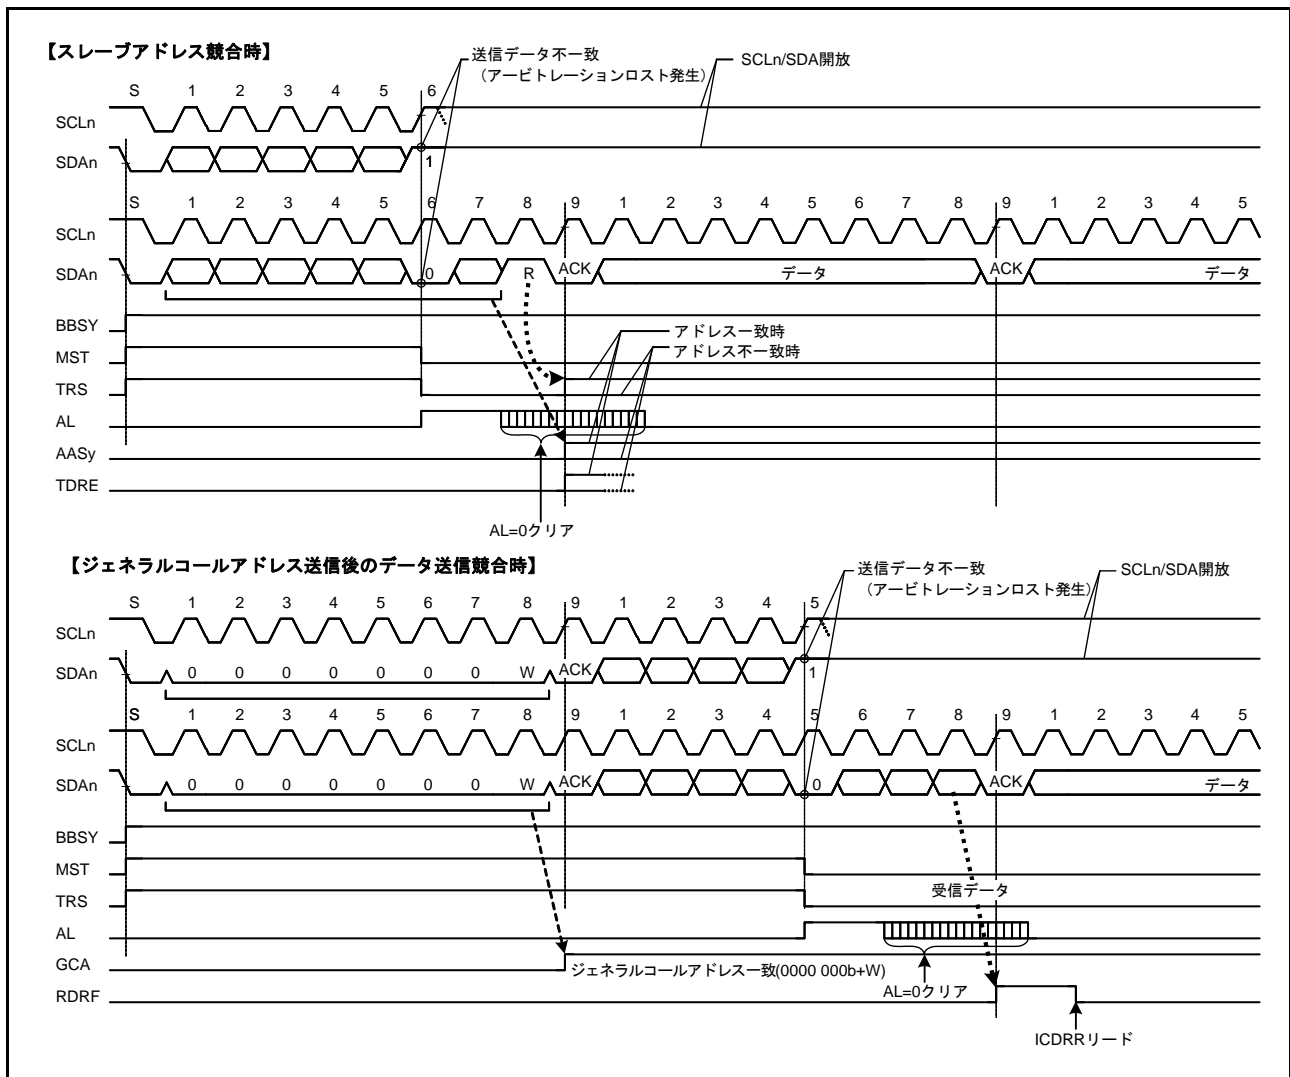 【スレーブアドレス競合時】
送信データ不一致
（アービトレーションロスト発生）
SCLn/SDA開放
S 1 2 3 4 5 6
SCLn
SDAn 1
S 1 2 3 4 5 6 7 8 9 1 2 3 4 5 6 7 8 9 1 2 3 4 5
SCLn
SDAn 0 R ACK データ ACK データ
BBSY
アドレス一致時
MST
アドレス不一致時
TRS
AL
AASy
TDRE
AL=0クリア
【ジェネラルコールアドレス送信後のデータ送信競合時】
送信データ不一致
（アービトレーションロスト発生）
SCLn/SDA開放
S 1 2 3 4 5 6 7 8 9 1 2 3 4 5
SCLn
SDAn 0 0 0 0 0 0 0 W ACK 1
S 1 2 3 4 5 6 7 8 9 1 2 3 4 5 6 7 8 9 1 2 3 4 5
SCLn
SDAn 0 0 0 0 0 0 0 W ACK 0 ACK データ
BBSY
MST
TRS 受信データ
AL
GCA ジェネラルコールアドレス一致(0000 000b+W)
AL=0クリア
RDRF
ICDRRリード